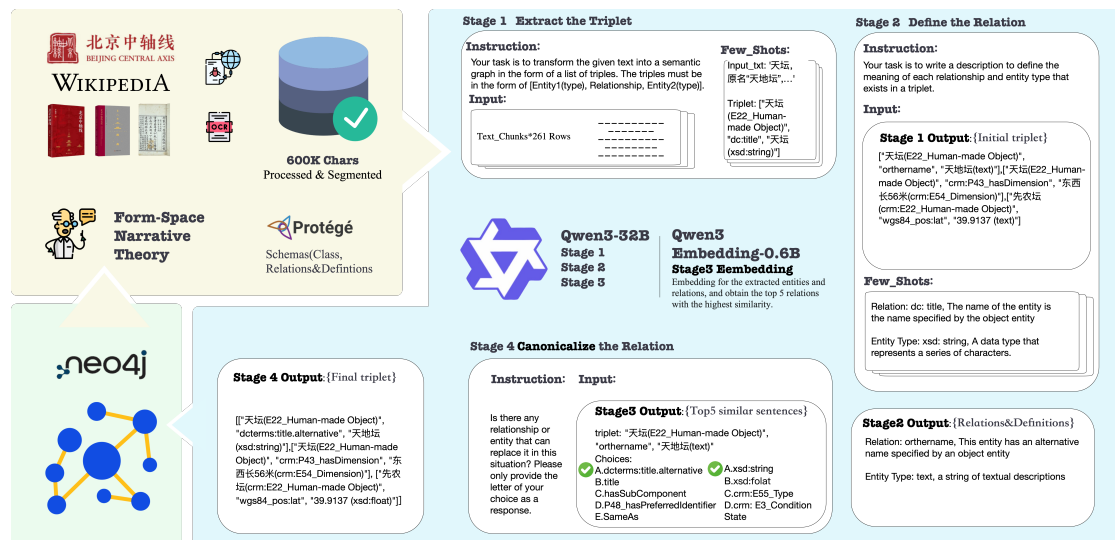 北京中轴线
BEIJING CENTRAL AXIS
WIKIPEDIA
北京中轴线
OCR
600K Chars
Processed & Segmented
Form-Space
Narrative
Theory
Protégé
Schemas(Class,
Relations&Defintions
neo4j
Stage 1 Extract the Triplet
Instruction:
Your task is to transform the given text into a semantic
graph in the form of a list of triples. The triples must be
in the form of [Entity1(type), Relationship, Entity2(type].
Input:
Text_Chunks*261 Rows
Few_Shots:
Input_txt: '天坛,
原名"天地坛",...'
Triplet: ["天坛
(E22_Human-
made Object)",
"dc:title", "天坛
(xsd:string)"]
Qwen3-32B
Stage 1
Stage 2
Stage 3
Qwen3
Embedding-0.6B
Stage3 Eembedding
Embedding for the extracted entities and
relations, and obtain the top 5 relations
with the highest similarity.
Stage 2 Define the Relation
Instruction:
Your task is to write a description to define the
meaning of each relationship and entity type that
exists in a triplet.
Input:
Stage 1 Output:{Initial triplet}
["天坛(E22_Human-made Object)",
"orthername", "天地坛(text)"],["天坛(E22_Human-
made Object)", "crm:P43_hasDimension", "东西
长56米(crm:E54_Dimension)"],["先农坛
(crm:E22_Human-made Object)",
"wgs84_pos:lat", "39.9137 (text)"]
Few_Shots:
Relation: dc: title, The name of the entity is
the name specified by the object entity
Entity Type: xsd: string, A data type that
represents a series of characters.
Stage2 Output:{Relations&Definitions}
Relation: orthername, This entity has an alternative
name specified by an object entity
Entity Type: text, a string of textual descriptions
Stage 4 Canonicalize the Relation
Instruction:
Is there any
relationship or
entity that can
replace it in this
situation? Please
only provide the
letter of your
choice as a
response.
Input:
Stage3 Output:{Top5 similar sentences}
triplet: "天坛(E22_Human-made Object)",
"orthername", "天地坛(text)"
Choices:
A.dcterms:title.alternative
B.title
C.hasSubComponent
D.P48_hasPreferredIdentifier
E.SameAs
A.xsd:string
B.xsd:folat
C.crm:E55_Type
D.crm: E3_Condition
State
Stage 4 Output:{Final triplet}
[["天坛(E22_Human-made Object)",
"dcterms:title.alternative", "天地坛
(xsd:string)"],["天坛(E22_Human-made
Object)", "crm:P43_hasDimension", "东
西长56米(crm:E54_Dimension)"], ["先农
坛(crm:E22_Human-made Object)",
"wgs84_pos:lat", "39.9137 (xsd:float)"]]